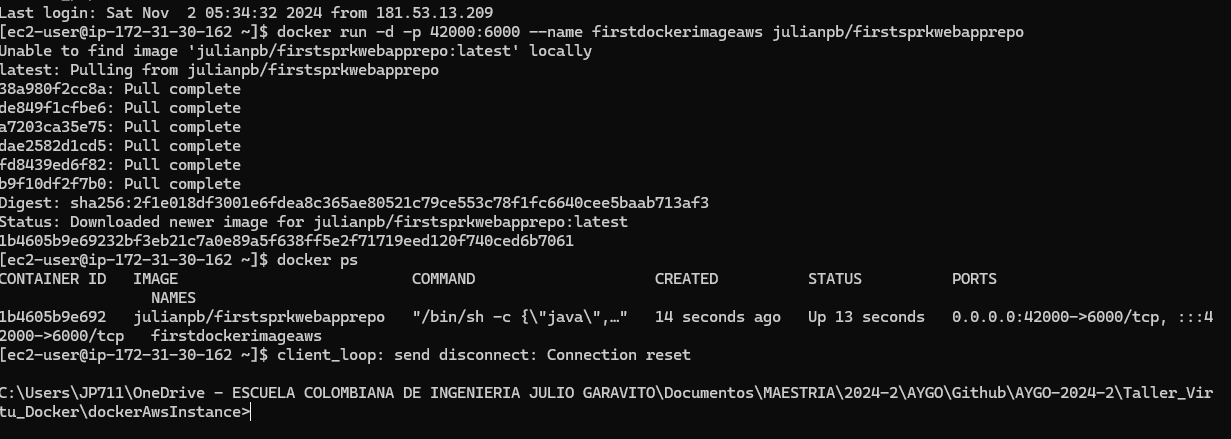 Last login: Sat Nov  2 05:34:32 2024 from 181.53.13.209
[ec2-user@ip-172-31-30-162 ~]$ docker run -d -p 42000:6000 --name firstdockerimageaws julianpb/firstsprkwebapprepo
Unable to find image 'julianpb/firstsprkwebapprepo:latest' locally
latest: Pulling from julianpb/firstsprkwebapprepo
38a980f2cc8a: Pull complete
de849f1cfbe6: Pull complete
a7203ca35e75: Pull complete
dae2582d1cd5: Pull complete
fd8439ed6f82: Pull complete
b9f10df2f7b0: Pull complete
Digest: sha256:2f1e018df3001e6fdea8c365ae80521c79ce553c78f1fc6640cee5baab713af3
Status: Downloaded newer image for julianpb/firstsprkwebapprepo:latest
1b4605b9e69232bf3eb21c7a0e89a5f638ff5e2f71719eed120f740ced6b7061
[ec2-user@ip-172-31-30-162 ~]$ docker ps
CONTAINER ID   IMAGE                          COMMAND                  CREATED          STATUS          PORTS
                 NAMES
1b4605b9e692   julianpb/firstsprkwebapprepo   "/bin/sh -c {\"java\",…"   14 seconds ago   Up 13 seconds   0.0.0.0:42000->6000/tcp, :::4
2000->6000/tcp   firstdockerimageaws
[ec2-user@ip-172-31-30-162 ~]$ client_loop: send disconnect: Connection reset
C:\Users\JP711\OneDrive - ESCUELA COLOMBIANA DE INGENIERIA JULIO GARAVITO\Documentos\MAESTRIA\2024-2\AYGO\Github\AYGO-2024-2\Taller_Vir
tu_Docker\dockerAwsInstance>